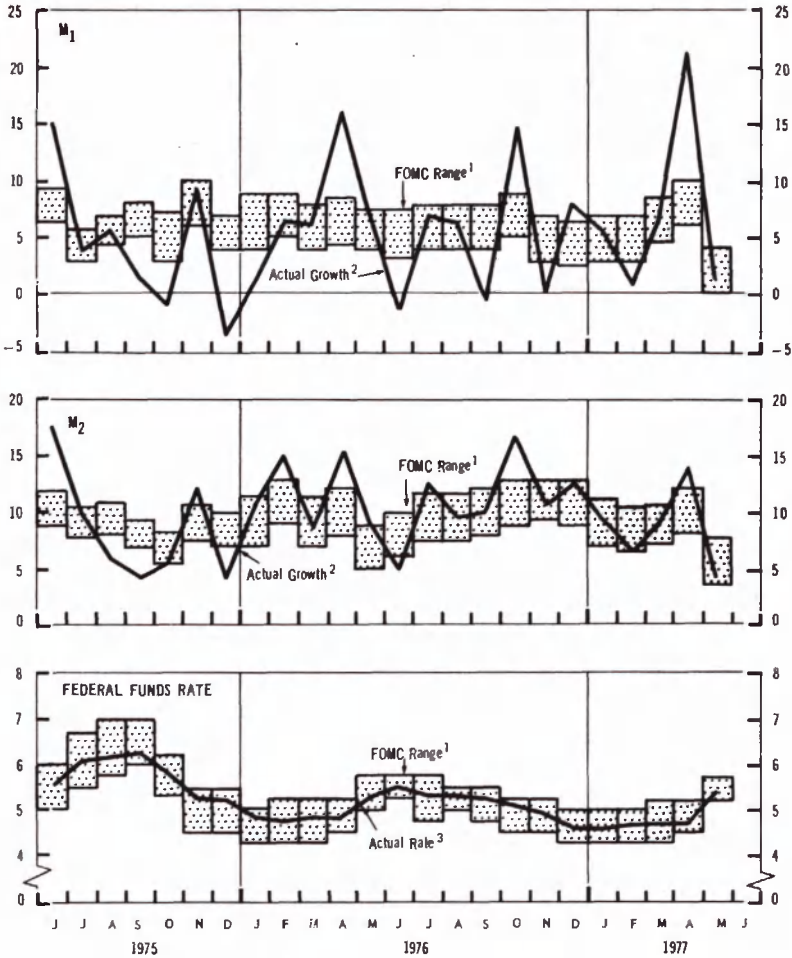 25 25
M1
20 20
15 15
FOMC Range1
10 10
5 5
Actual Growth2
0 0
-5 -5
20 20
M2
15 15
FOMC Range1
10 10
5 5
Actual Growth2
0 0
8 8
FEDERAL FUNDS RATE
7 7
FOMC Range1
6 6
5 5
Actual Rate3
4 4
0 0
J J A S O N D J F M A M J J A S O N D J F M A M J
1975 1976 1977